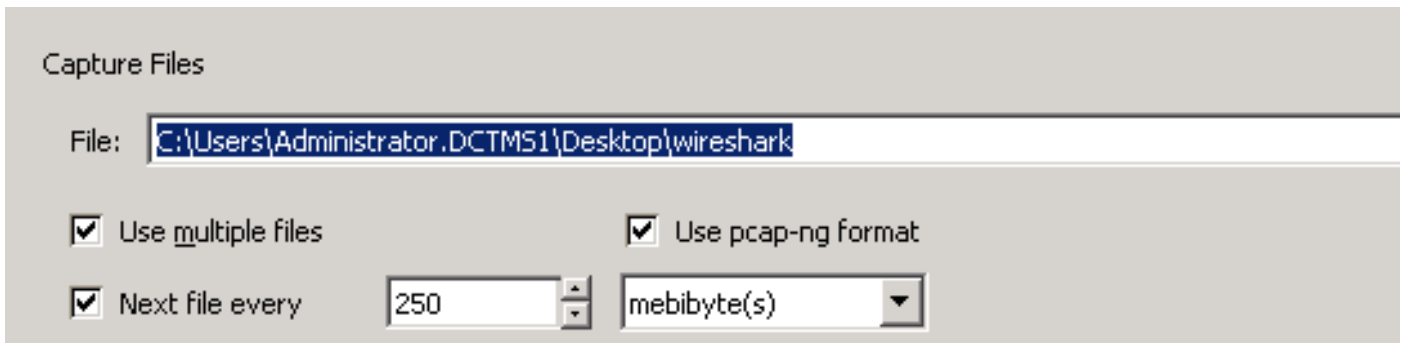 Capture Files
File: C:\Users\Administrator.DCTMS1\Desktop\wireshark
Use multiple files Use pcap-ng format
Next file every 250 mebibyte(s)